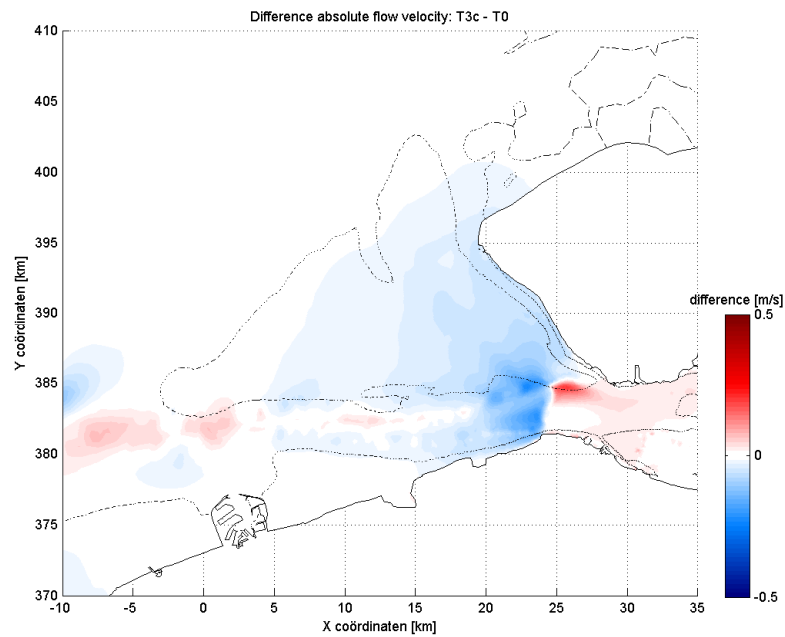 Difference absolute flow velocity: T3c - T0
410
405
400
395
390
385
380
375
370
Y coördinaten [km]
-10 -5 0 5 10 15 20 25 30 35
X coördinaten [km]
difference [m/s]
0.5
0
-0.5